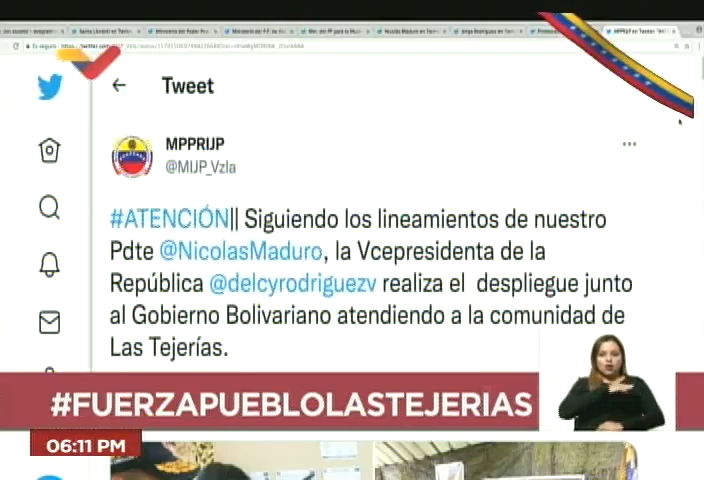 Tweet
MPPRIJP
@MIJP_Vzla
#ATENCIÓN|| Siguiendo los lineamientos de nuestro
Pdte @NicolasMaduro, la Vcepresidenta de la
República @delcyrodriguezv realiza el despliegue junto
al Gobierno Bolivariano atendiendo a la comunidad de
Las Tejerías.
#FUERZAPUEBLOLASTEJERIAS
06:11 PM